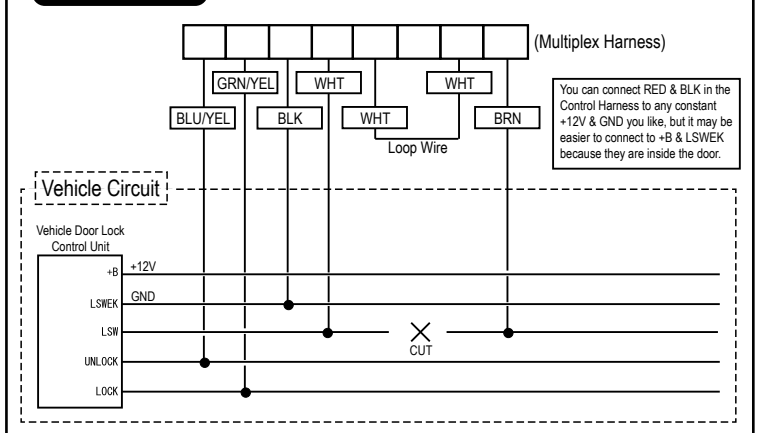 (Multiplex Harness)
GRN/YEL
WHT
WHT
BLU/YEL
BLK
WHT
BRN
Loop Wire
You can connect RED & BLK in the
Control Harness to any constant
+12V & GND you like, but it may be
easier to connect to +B & LSWEK
because they are inside the door.
Vehicle Circuit
Vehicle Door Lock
Control Unit
+B
+12V
LSWEK
GND
LSW
CUT
UNLOCK
LOCK